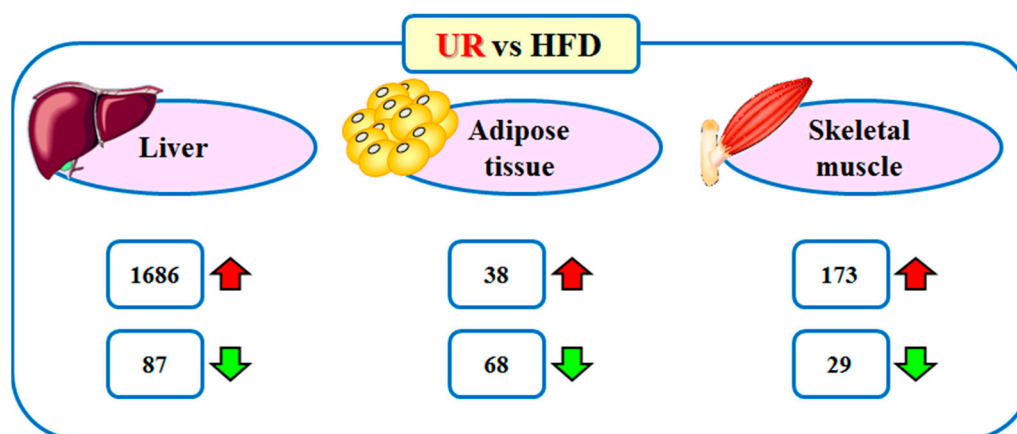 UR vs HFD
Liver
Adipose
tissue
Skeletal
muscle
1686
38
173
87
68
29